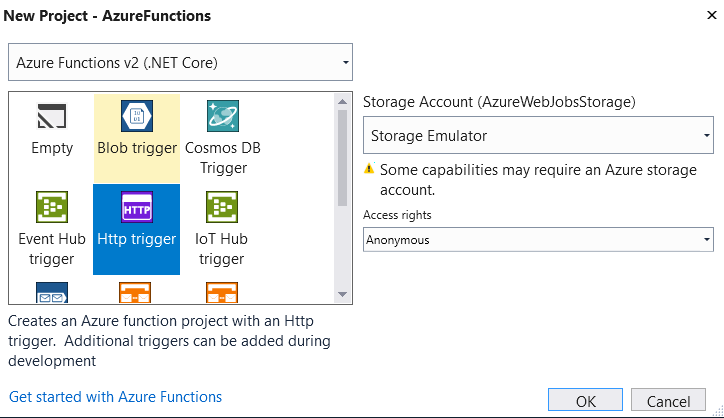 New Project - AzureFunctions
Azure Functions v2 (.NET Core)
Empty
Blob trigger
Cosmos DB
Trigger
Event Hub
trigger
HTTP
Http trigger
IoT Hub
trigger
Creates an Azure function project with an Http
trigger. Additional triggers can be added during
development
Get started with Azure Functions
Storage Account (AzureWebJobsStorage)
Storage Emulator
Some capabilities may require an Azure storage
account.
Access rights
Anonymous
OK
Cancel